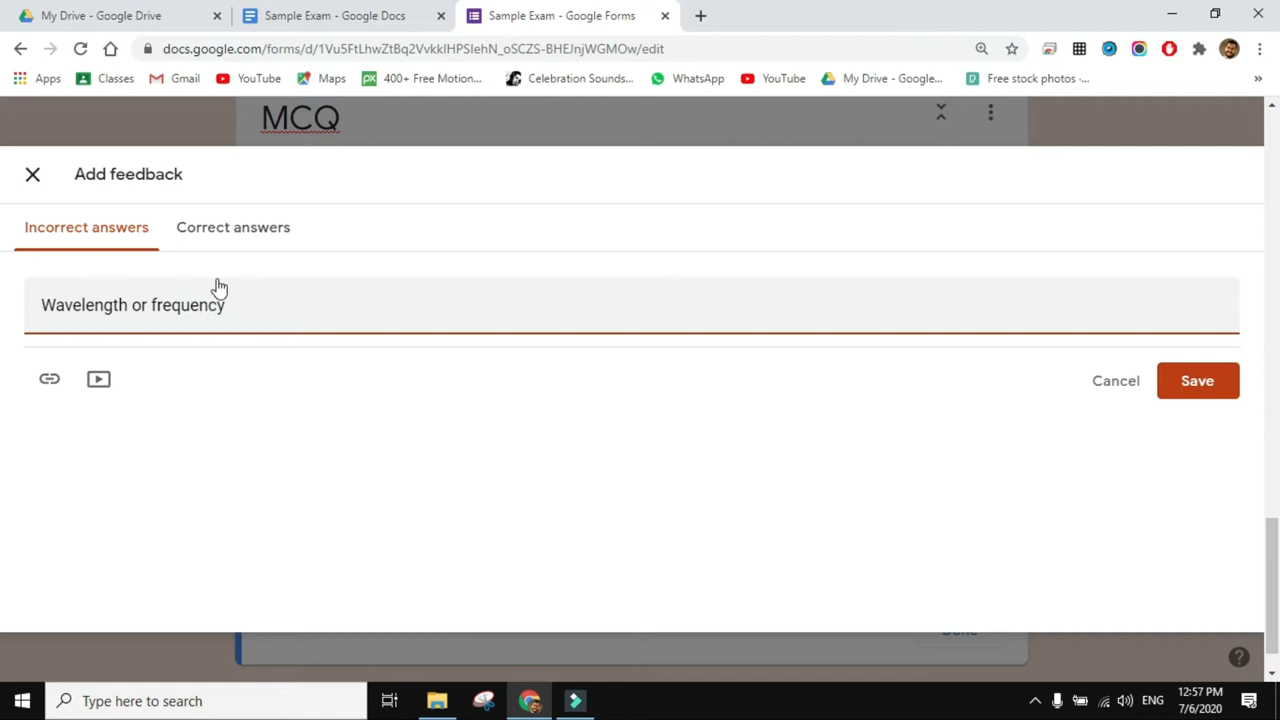 My Drive - Google Drive
Sample Exam - Google Docs
Sample Exam - Google Forms
docs.google.com/forms/d/1Vu5FtLhwZtBq2VvkklHPSlehN_oSCZS-BHEJnjWGMOw/edit
Apps
Classes
Gmail
YouTube
Maps
px
400+ Free Motion...
Celebration Sounds...
WhatsApp
YouTube
My Drive - Google...
Free stock photos -...
»
MCQ
Add feedback
Incorrect answers
Correct answers
Wavelength or frequency
Cancel
Save
Done
Type here to search
ENG
12:57 PM
7/6/2020